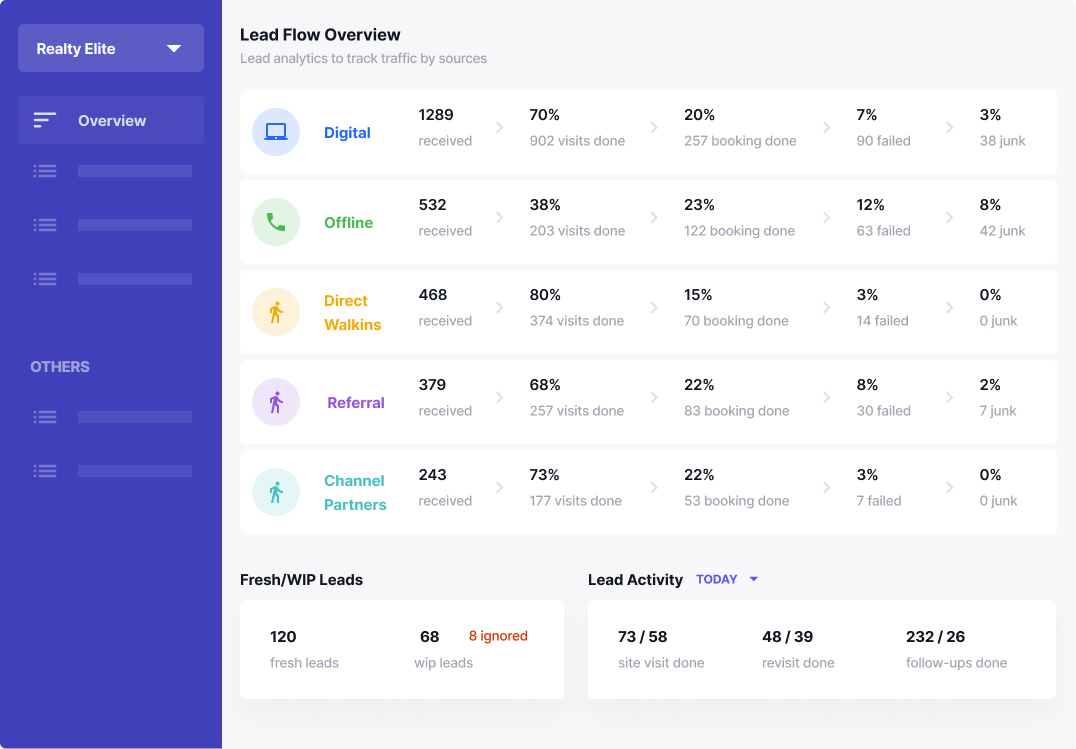 Realty Elite
Overview
OTHERS
Lead Flow Overview
Lead analytics to track traffic by sources
Digital
1289
received
70%
902 visits done
20%
257 booking done
7%
90 failed
3%
38 junk
Offline
532
received
38%
203 visits done
23%
122 booking done
12%
63 failed
8%
42 junk
Direct
Walkins
468
received
80%
374 visits done
15%
70 booking done
3%
14 failed
0%
0 junk
Referral
379
received
68%
257 visits done
22%
83 booking done
8%
30 failed
2%
7 junk
Channel
Partners
243
received
73%
177 visits done
22%
53 booking done
3%
7 failed
0%
0 junk
Fresh/WIP Leads
120
fresh leads
68
wip leads
8 ignored
Lead Activity TODAY
73 / 58
site visit done
48 / 39
revisit done
232 / 26
follow-ups done